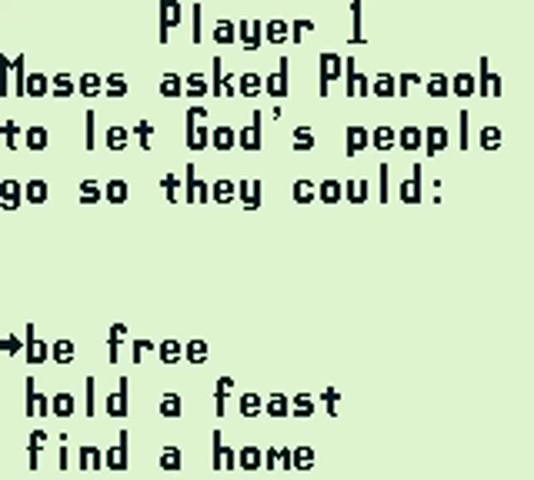 Player 1
Moses asked Pharaoh
to let God's people
go so they could:
→be free
hold a feast
find a home